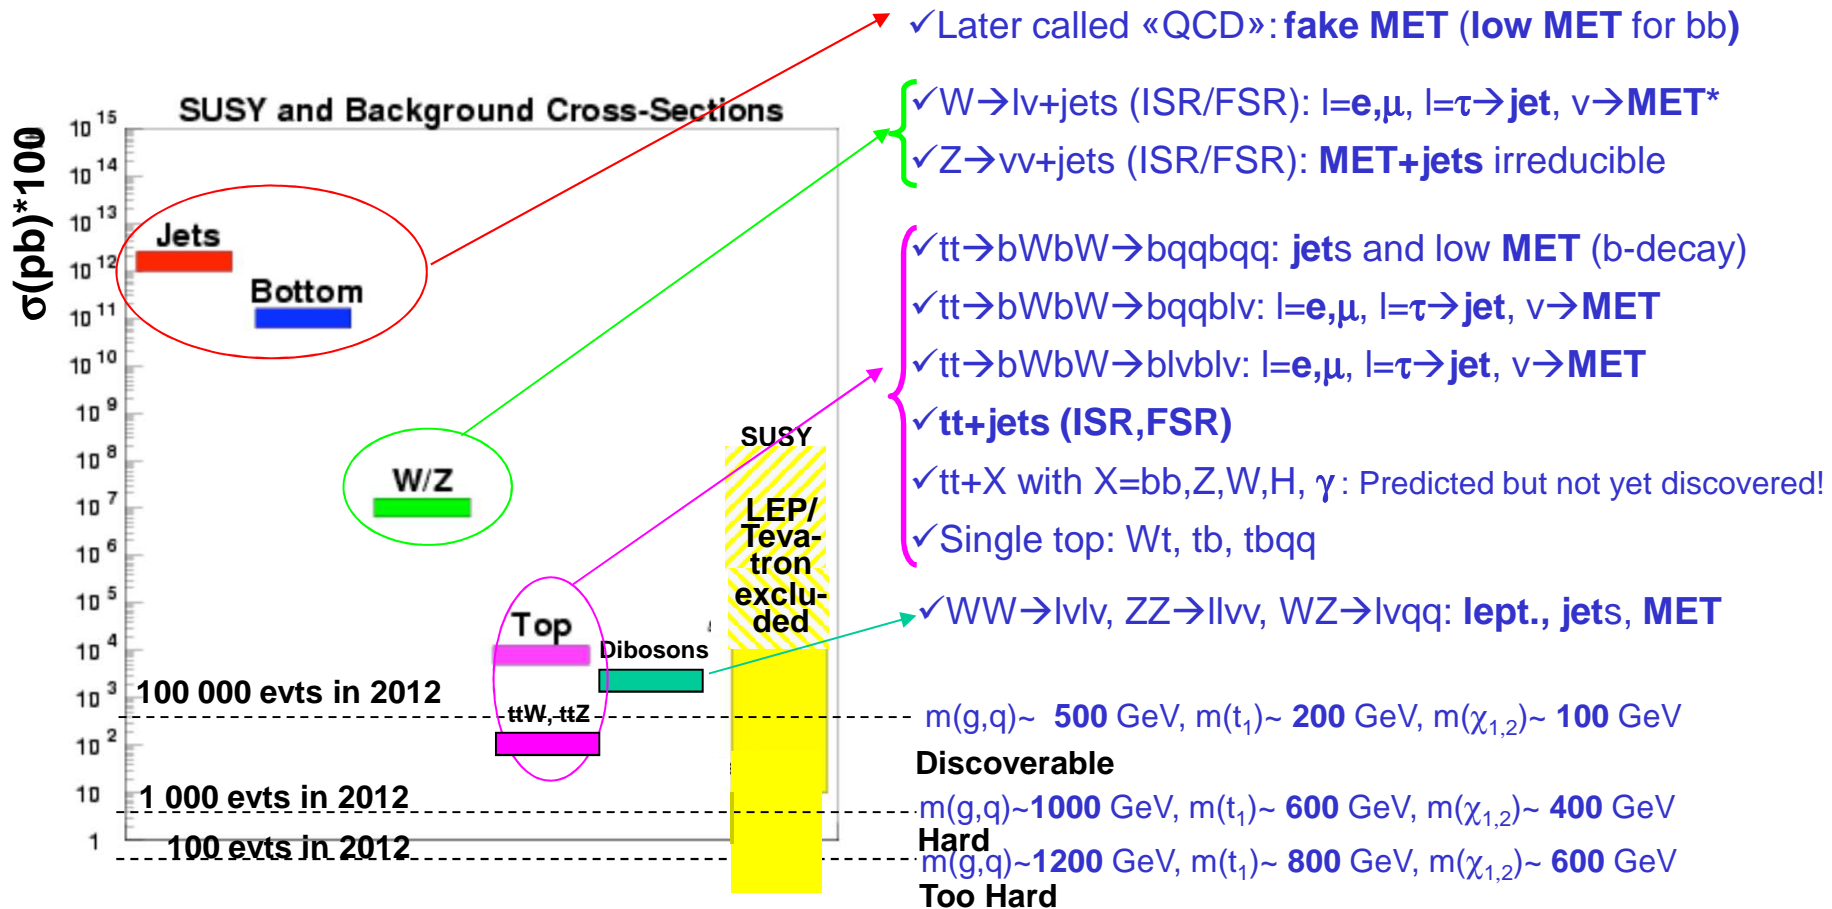 ✓Later called «QCD»: fake MET (low MET for bb)
✓W→lv+jets (ISR/FSR): l=e,μ, l=τ→jet, v→MET*
✓Z→vv+jets (ISR/FSR): MET+jets irreducible
✓tt→bWbW→bqqbqq: jets and low MET (b-decay)
✓tt→bWbW→bqqblv: l=e,μ, l=τ→jet, v→MET
✓tt→bWbW→blvblv: l=e,μ, l=τ→jet, v→MET
✓tt+jets (ISR,FSR)
✓tt+X with X=bb,Z,W,H, γ : Predicted but not yet discovered!
✓Single top: Wt, tb, tbqq
✓WW→lvlv, ZZ→llvv, WZ→lvqq: lept., jets, MET
SUSY and Background Cross-Sections
σ(pb)*100
10^15
10^14
10^13
10^12
10^11
10^10
10^9
10^8
10^7
10^6
10^5
10^4
10^3
10^2
10
1
Jets
Bottom
W/Z
Top
ttW, ttZ
Dibosons
SUSY
LEP/
Teva-
tron
exclu-
ded
100 000 evts in 2012
m(g,q)~ 500 GeV, m(t₁)~ 200 GeV, m(χ₁,₂)~ 100 GeV
Discoverable
1 000 evts in 2012
m(g,q)~1000 GeV, m(t₁)~ 600 GeV, m(χ₁,₂)~ 400 GeV
Hard
100 evts in 2012
m(g,q)~1200 GeV, m(t₁)~ 800 GeV, m(χ₁,₂)~ 600 GeV
Too Hard